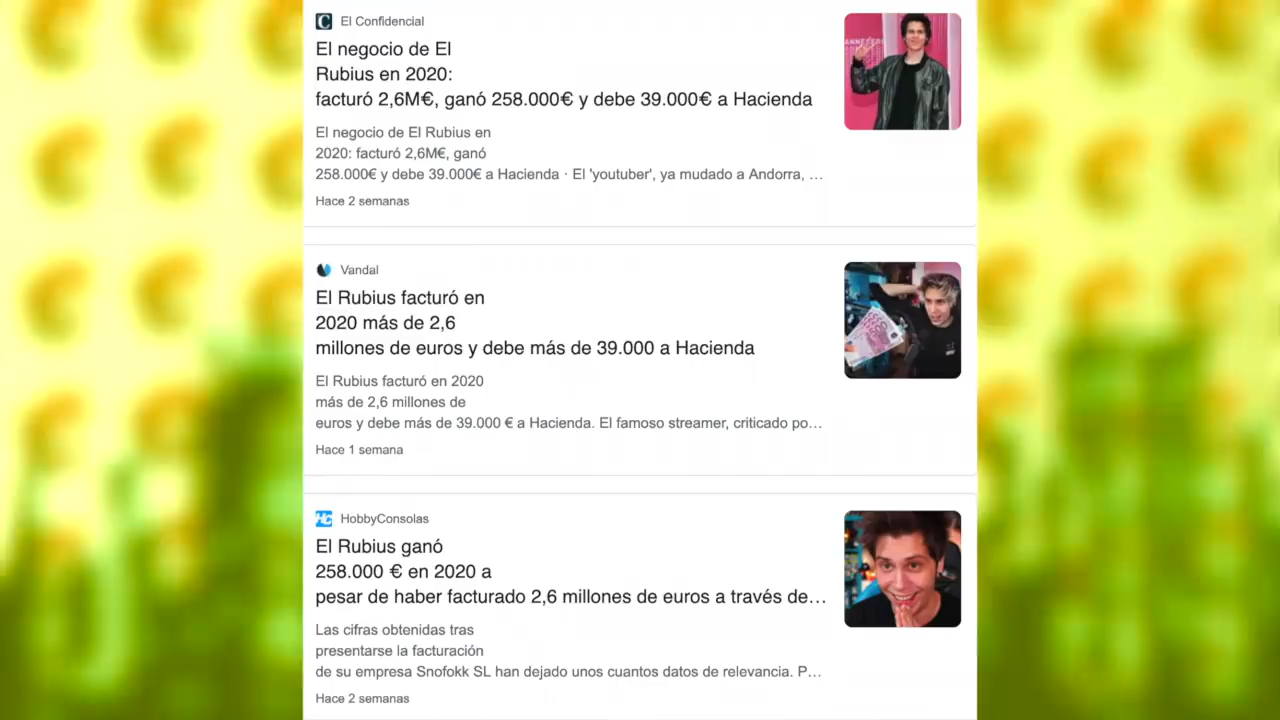 El Confidencial
El negocio de El
Rubius en 2020:
facturó 2,6M€, ganó 258.000€ y debe 39.000€ a Hacienda
El negocio de El Rubius en
2020: facturó 2,6M€, ganó
258.000€ y debe 39.000€ a Hacienda · El 'youtuber', ya mudado a Andorra, ...
Hace 2 semanas
Vandal
El Rubius facturó en
2020 más de 2,6
millones de euros y debe más de 39.000 a Hacienda
El Rubius facturó en 2020
más de 2,6 millones de
euros y debe más de 39.000 € a Hacienda. El famoso streamer, criticado po...
Hace 1 semana
HobbyConsolas
El Rubius ganó
258.000 € en 2020 a
pesar de haber facturado 2,6 millones de euros a través de...
Las cifras obtenidas tras
presentarse la facturación
de su empresa Snofokk SL han dejado unos cuantos datos de relevancia. P...
Hace 2 semanas